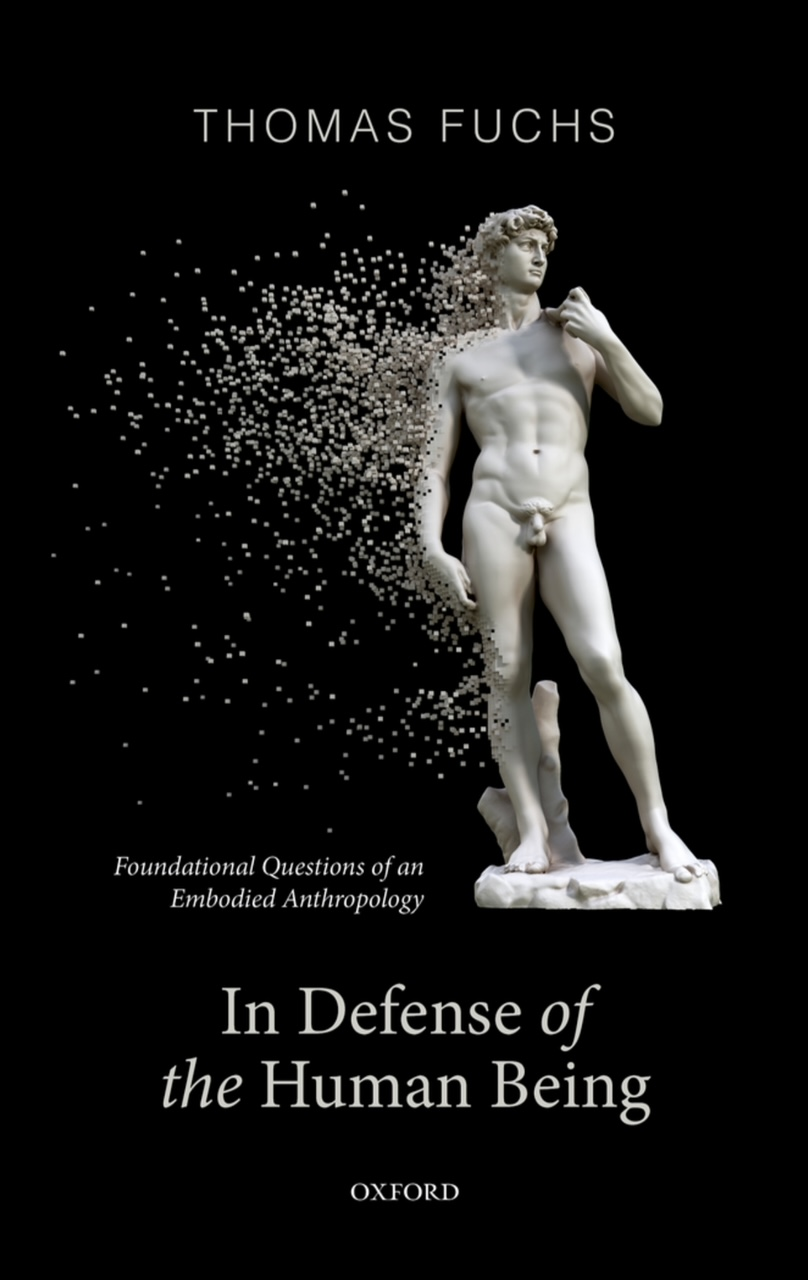 THOMAS FUCHS
Foundational Questions of an
Embodied Anthropology
In Defense of
the Human Being
OXFORD